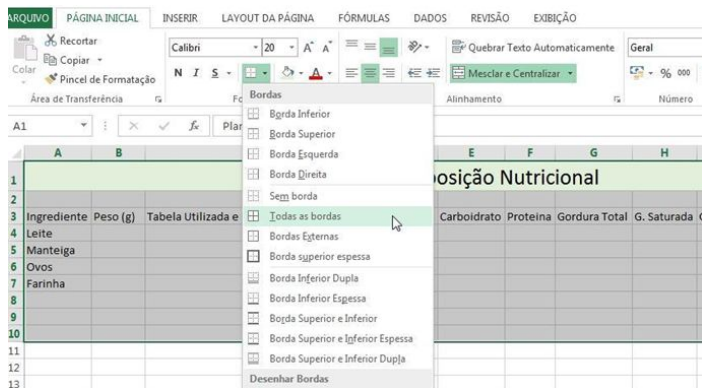 ARQUIVO PÁGINA INICIAL INSERIR LAYOUT DA PÁGINA FÓRMULAS DADOS REVISÃO EXIBIÇÃO
Recortar
Copiar
Pincel de Formatação
Colar
Área de Transferência
Calibri 20 A A
N I S A
Quebrar Texto Automaticamente
Mesclar e Centralizar
Alinhamento
Geral
% 000
Número
A1 fx Plan
Bordas
Borda Inferior
Borda Superior
Borda Esquerda
Borda Direita
Sem borda
Todas as bordas
Bordas Externas
Borda superior espessa
Borda Inferior Dupla
Borda Inferior Espessa
Borda Superior e Inferior
Borda Superior e Inferior Espessa
Borda Superior e Inferior Dupla
Desenhar Bordas
A B E F G H
1 osição Nutricional
2
3 Ingrediente Peso (g) Tabela Utilizada e Carboidrato Proteina Gordura Total G. Saturada
4 Leite
5 Manteiga
6 Ovos
7 Farinha
8
9
10
11
12
13